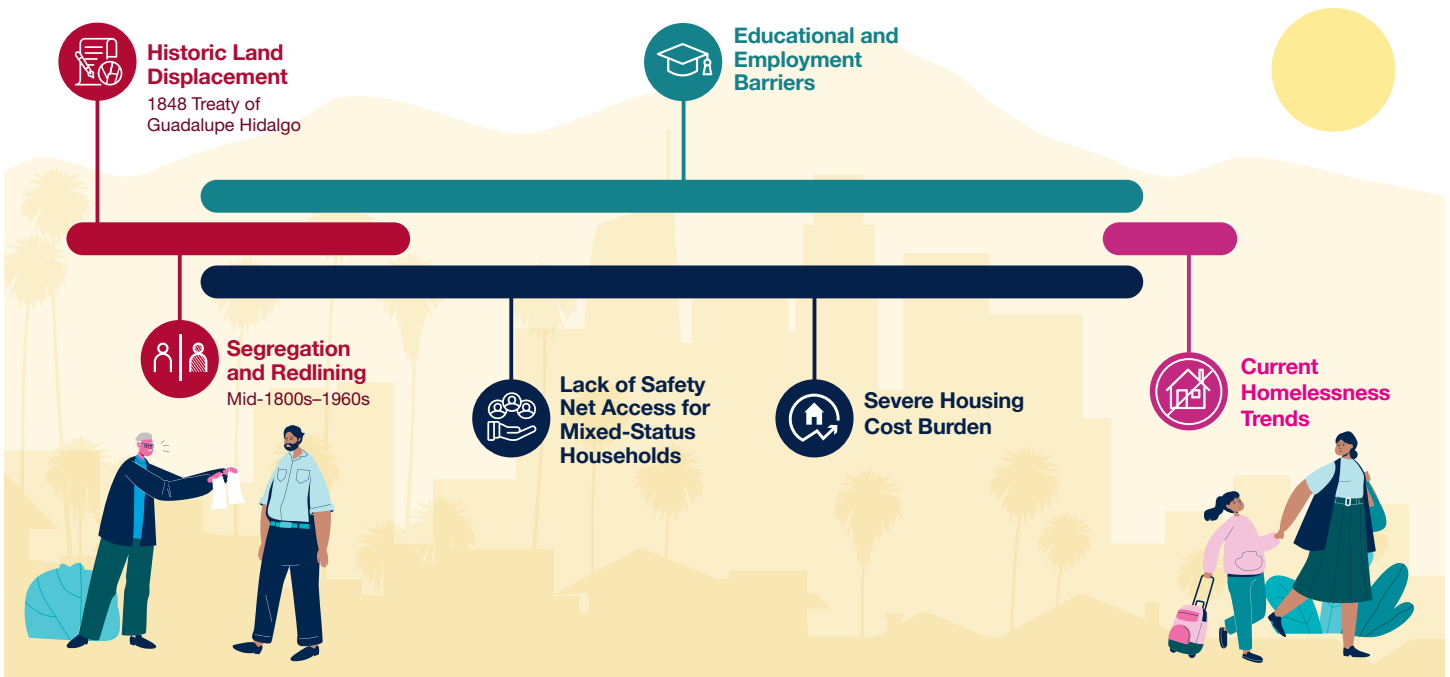 Historic Land
Displacement
1848 Treaty of
Guadalupe Hidalgo
Educational and
Employment
Barriers
Segregation
and Redlining
Mid-1800s–1960s
Lack of Safety
Net Access for
Mixed-Status
Households
Severe Housing
Cost Burden
Current
Homelessness
Trends